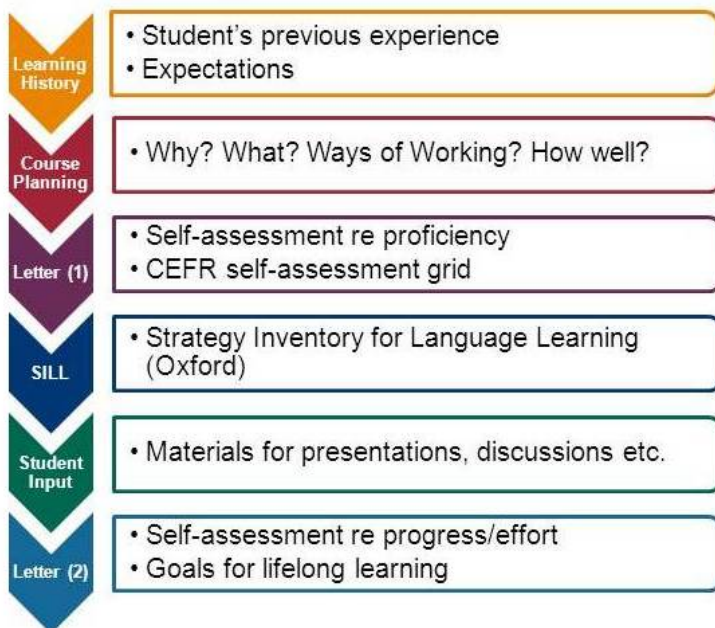 Learning
History
• Student's previous experience
• Expectations
Course
Planning
• Why? What? Ways of Working? How well?
Letter (1)
• Self-assessment re proficiency
• CEFR self-assessment grid
SILL
• Strategy Inventory for Language Learning
(Oxford)
Student
Input
• Materials for presentations, discussions etc.
Letter (2)
• Self-assessment re progress/effort
• Goals for lifelong learning